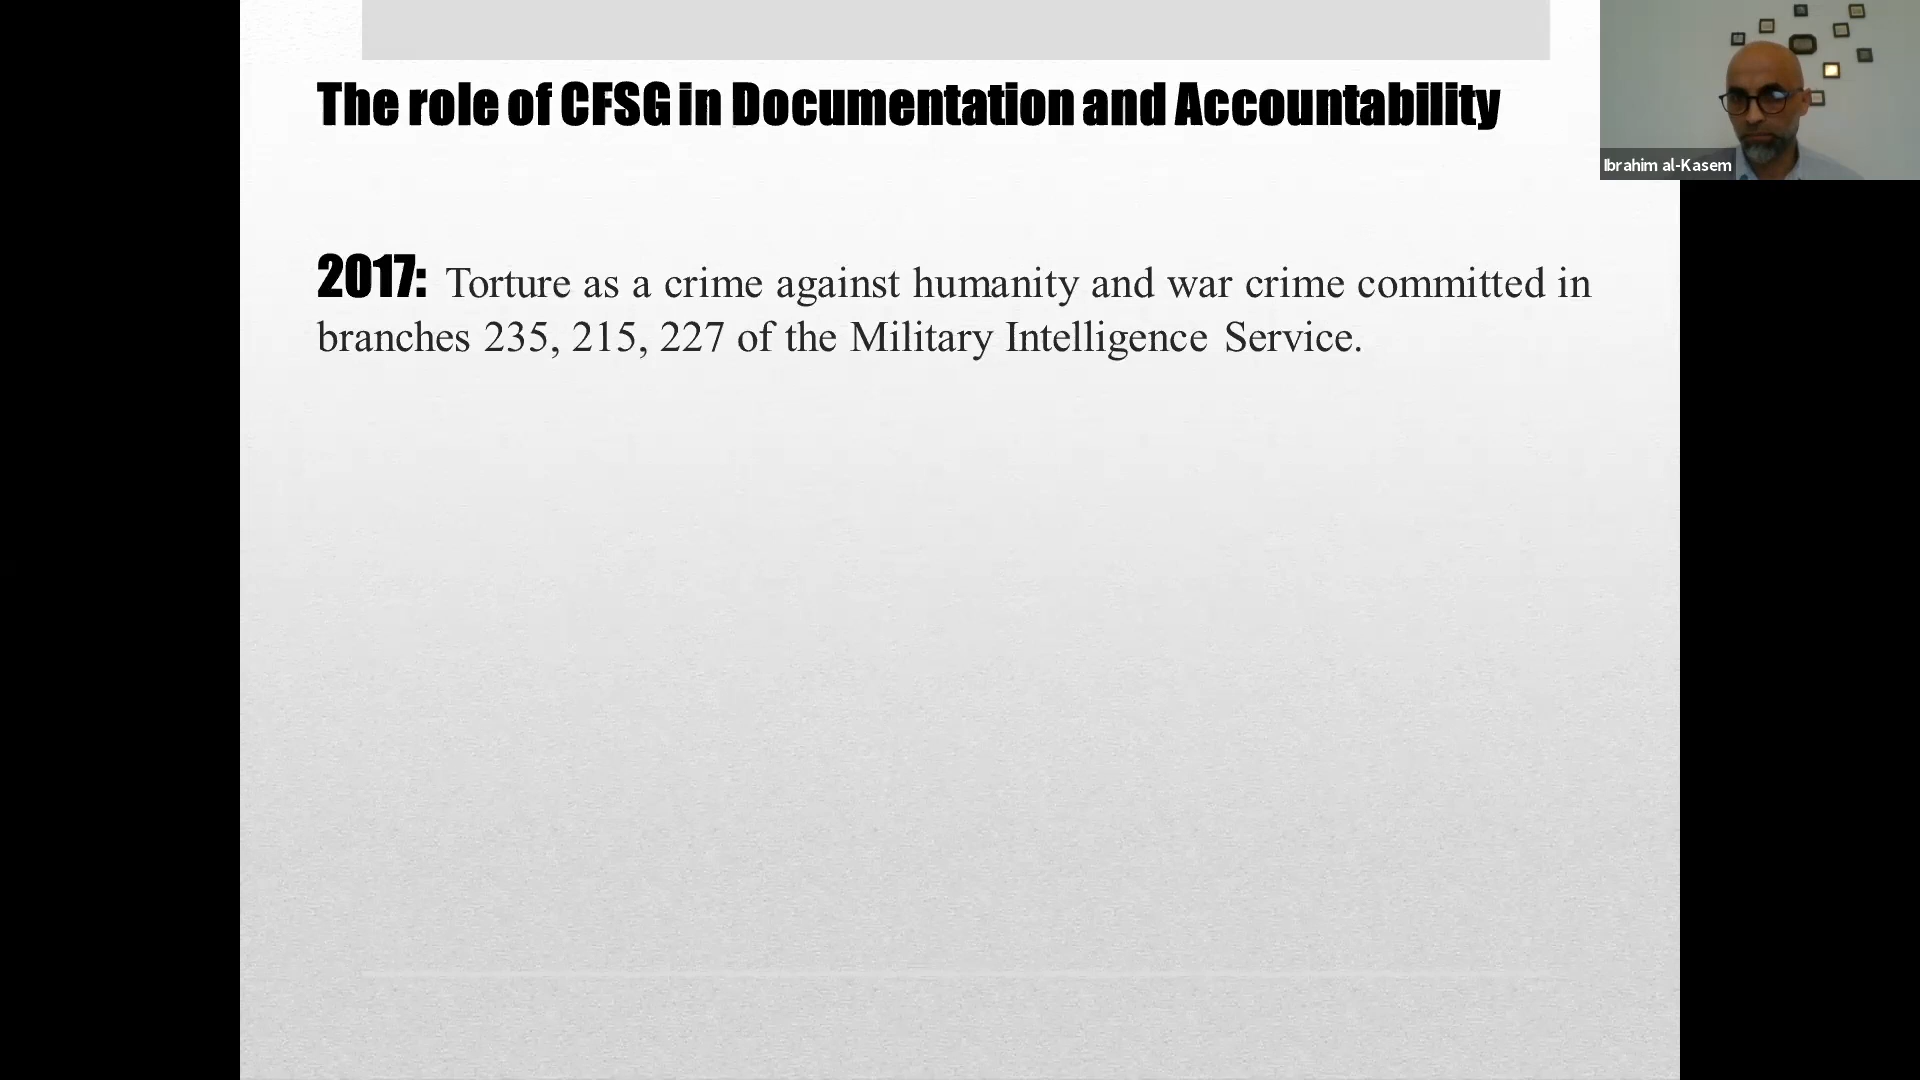 The role of CFSG in Documentation and Accountability
Ibrahim al-Kasem
2017: Torture as a crime against humanity and war crime committed in
branches 235, 215, 227 of the Military Intelligence Service.